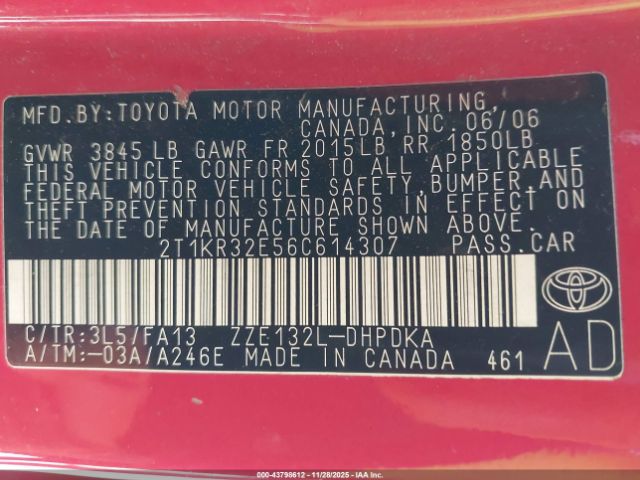 MFD.BY:TOYOTA MOTOR MANUFACTURING,
CANADA, INC. 06/06
GVWR 3845 LB GAWR FR 2015LB RR 1850LB
THIS VEHICLE CONFORMS TO ALL APPLICABLE
FEDERAL MOTOR VEHICLE SAFETY, BUMPER, AND
THEFT PREVENTION STANDARDS IN EFFECT ON
THE DATE OF MANUFACTURE SHOWN ABOVE.
2T1KR32E56C614307 PASS.CAR
C/TR:3L5/FA13 ZZE132L-DHPDKA
A/TM:-03A/A246E MADE IN CANADA 461
TOYOTA
AD
000-43798612 - 11/28/2025 - IAA Inc.